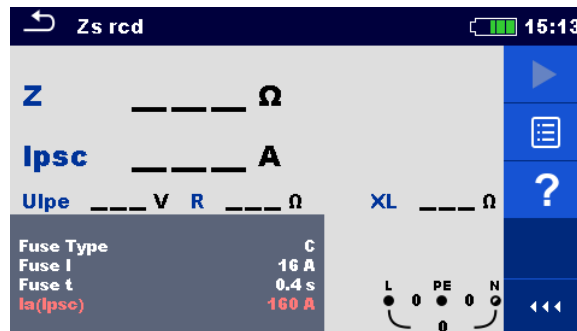 Zs rcd 15:13
Z ___ Ω
Ipsc ___ A
Ulpe ___ V R ___ Ω XL ___ Ω
?
Fuse Type C
Fuse I 16 A
Fuse t 0.4 s
Ia(Ipsc) 160 A
L PE N
0 0
0